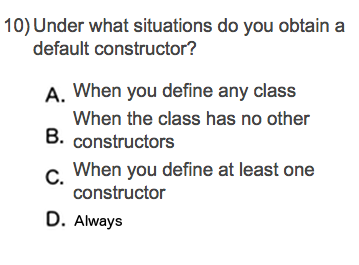 10) Under what situations do you obtain a
default constructor?
A. When you define any class
When the class has no other
B. constructors
C. When you define at least one
constructor
D. Always